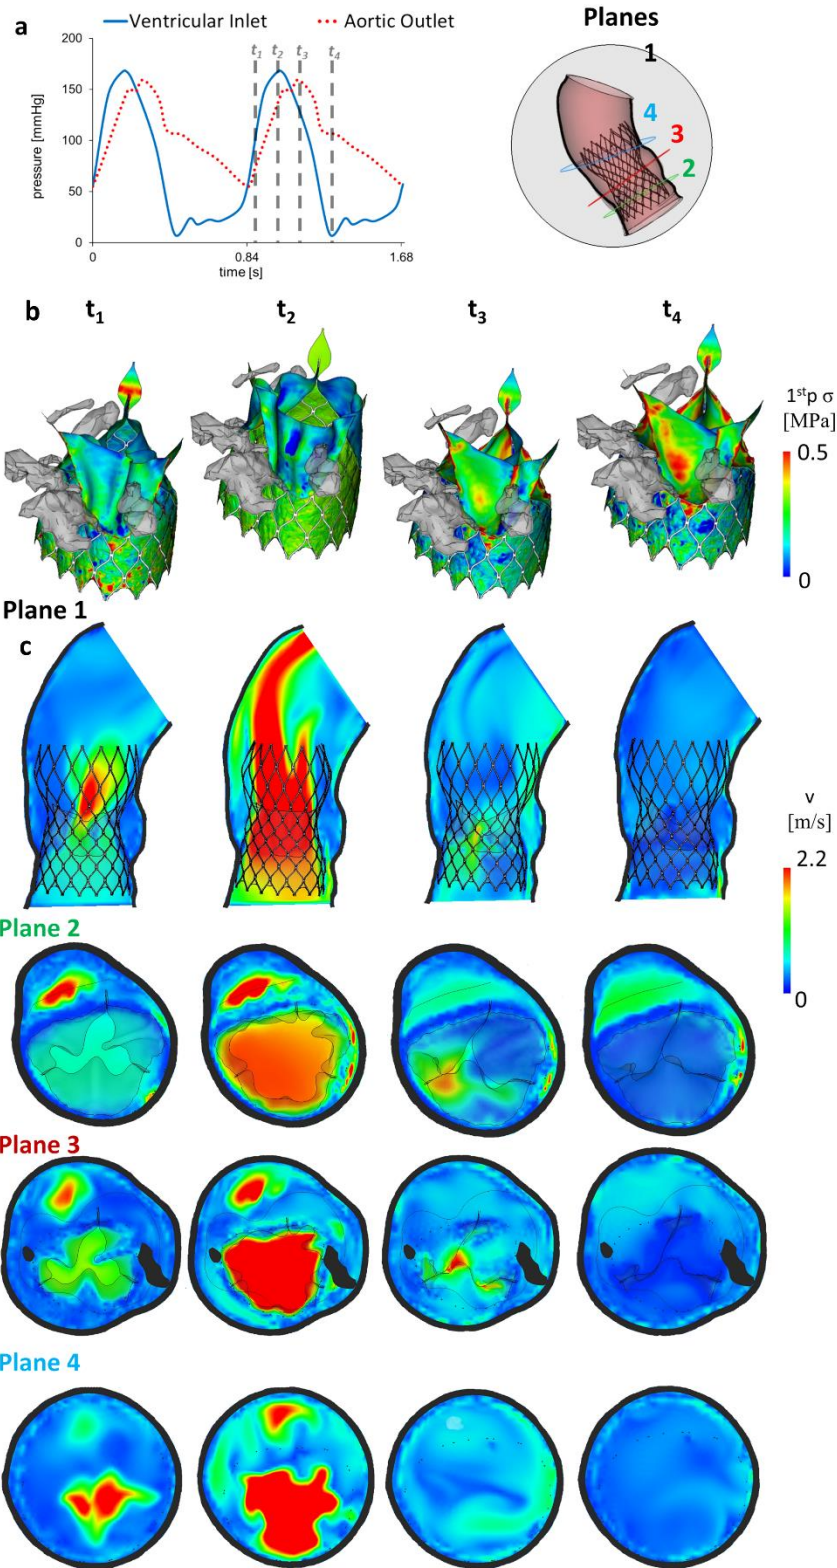 a
Ventricular Inlet
Aortic Outlet
pressure [mmHg]
200
150
100
50
0
t1
t2
t3
t4
0
0.84
1.68
time [s]
Planes
1
4
3
2
b
t1
t2
t3
t4
1stp σ
[MPa]
0.5
0
Plane 1
c
v
[m/s]
2.2
0
Plane 2
Plane 3
Plane 4